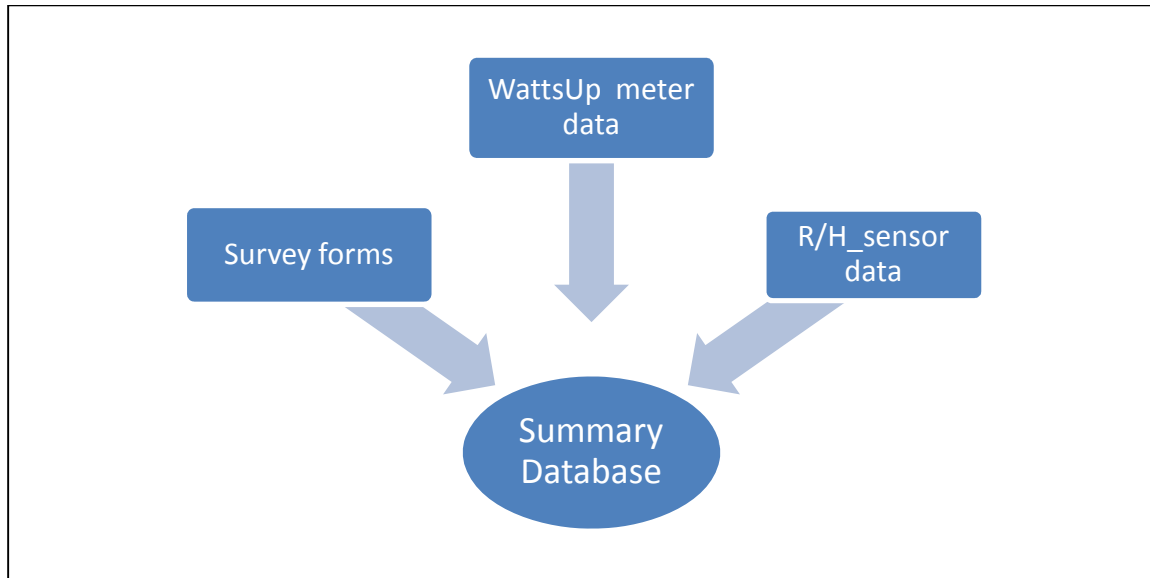 WattsUp meter
data
Survey forms
R/H_sensor
data
Summary
Database